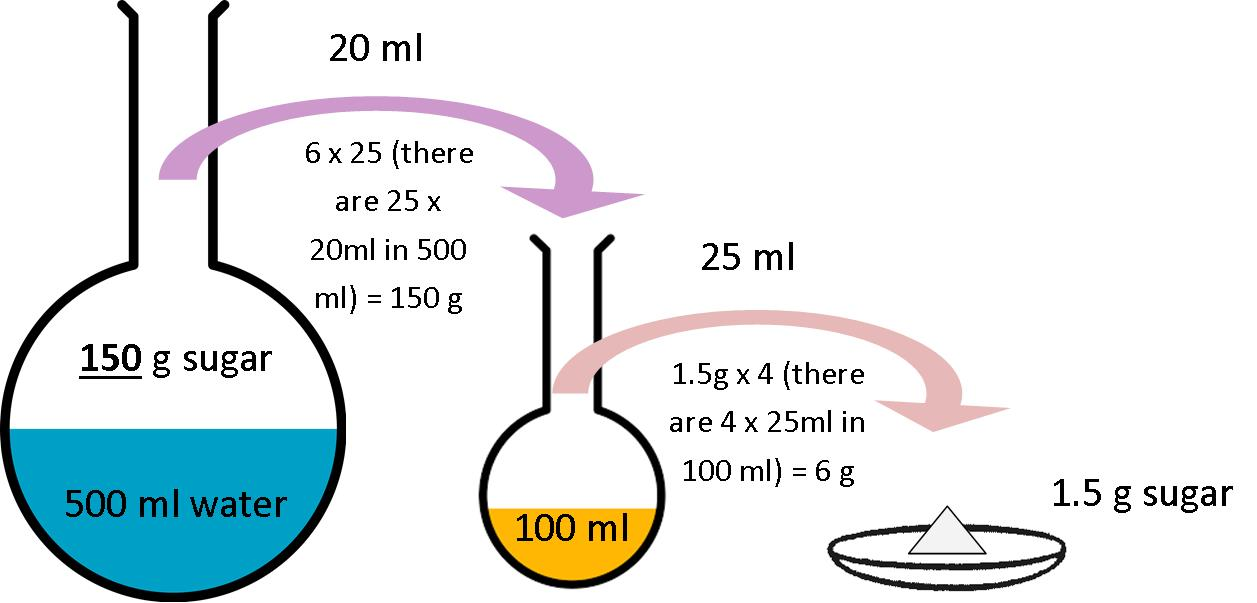 20 ml
6 x 25 (there
are 25 x
20ml in 500
ml) = 150 g
150 g sugar
500 ml water
25 ml
1.5g x 4 (there
are 4 x 25ml in
100 ml) = 6 g
100 ml
1.5 g sugar